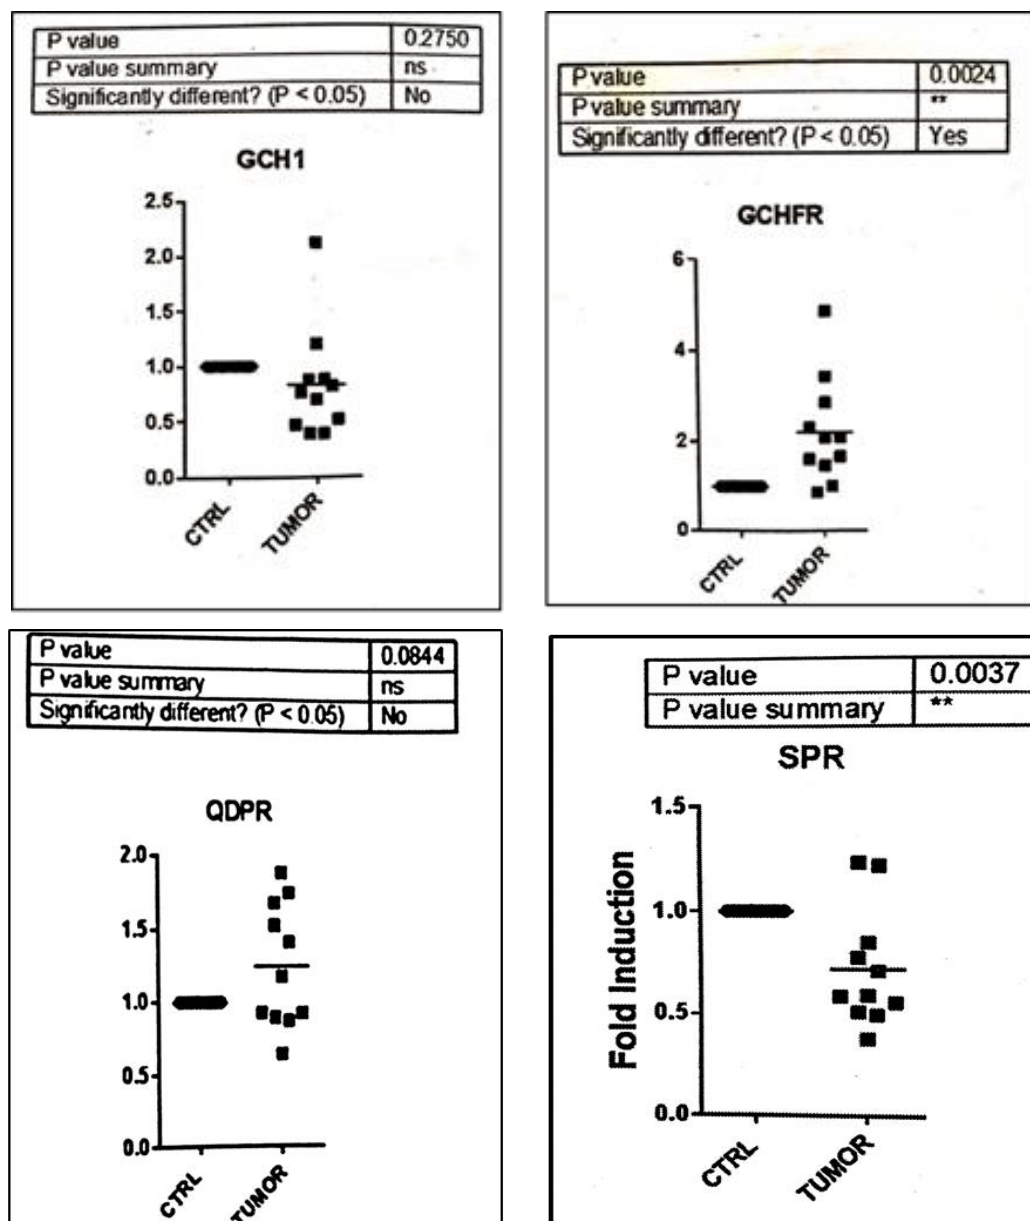 P value 0.2750
P value summary ns
Significantly different? (P < 0.05) No
GCH1
2.5
2.0
1.5
1.0
0.5
0.0
CTRL
TUMOR
P value 0.0024
P value summary **
Significantly different? (P < 0.05) Yes
GCHFR
6
4
2
0
CTRL
TUMOR
P value 0.0844
P value summary ns
Significantly different? (P < 0.05) No
QDPR
2.0
1.5
1.0
0.5
0.0
CTRL
TUMOR
P value 0.0037
P value summary **
SPR
Fold Induction
1.5
1.0
0.5
0.0
CTRL
TUMOR